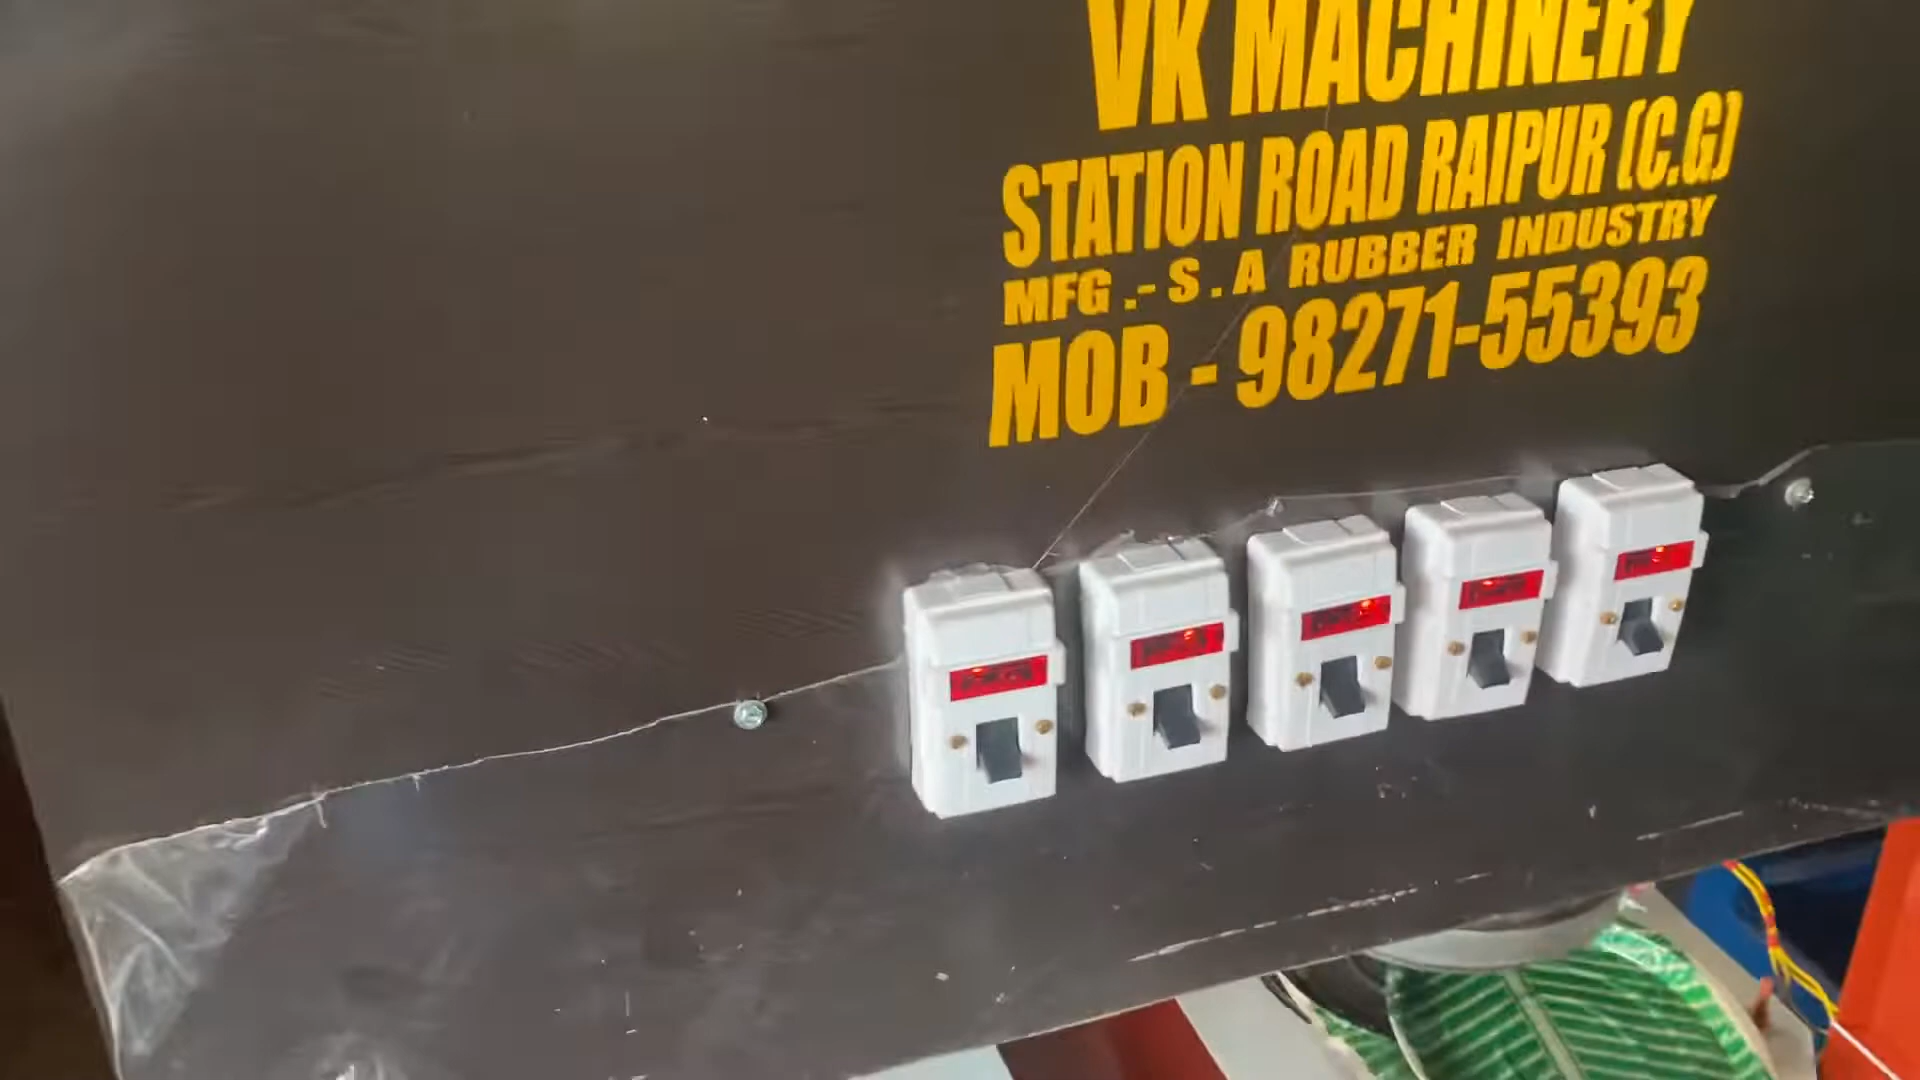 VK MACHINERY
STATION ROAD RAIPUR (C.G)
MFG .- S . A RUBBER INDUSTRY
MOB - 98271-55393